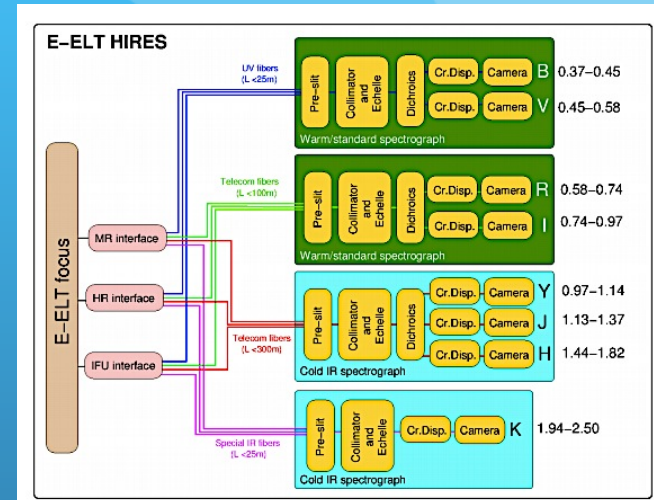 E-ELT HIRES
E-ELT focus
MR interface
HR interface
IFU interface
UV fibers
(L <25m)
Telecom fibers
(L <100m)
Telecom fibers
(L <300m)
Special IR fibers
(L <25m)
Pre-slit
Collimator
and
Echelle
Dichroics
Cr.Disp. Camera B 0.37-0.45
Cr.Disp. Camera V 0.45-0.58
Warm/standard spectrograph
Pre-slit
Collimator
and
Echelle
Dichroics
Cr.Disp. Camera R 0.58-0.74
Cr.Disp. Camera I 0.74-0.97
Warm/standard spectrograph
Pre-slit
Collimator
and
Echelle
Dichroics
Cr.Disp. Camera Y 0.97-1.14
Cr.Disp. Camera J 1.13-1.37
Cr.Disp. Camera H 1.44-1.82
Cold IR spectrograph
Pre-slit
Collimator
and
Echelle
Cr.Disp. Camera K 1.94-2.50
Cold IR spectrograph